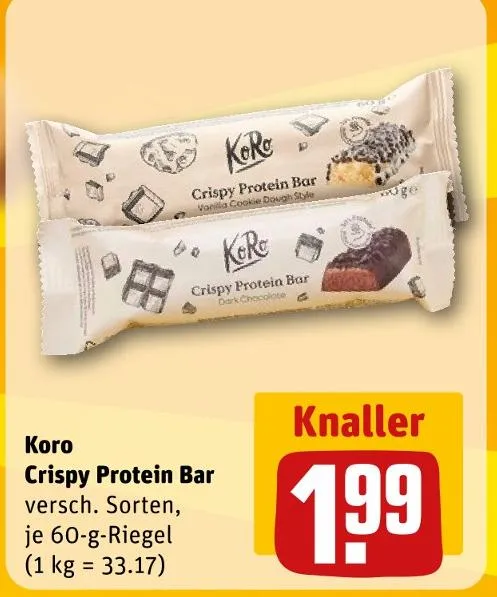 KoRo
Crispy Protein Bar
Vanilla Cookie Dough Style
KoRo
Crispy Protein Bar
Dark Chocolate
Knaller
1.99
Koro
Crispy Protein Bar
versch. Sorten,
je 60-g-Riegel
(1 kg = 33.17)